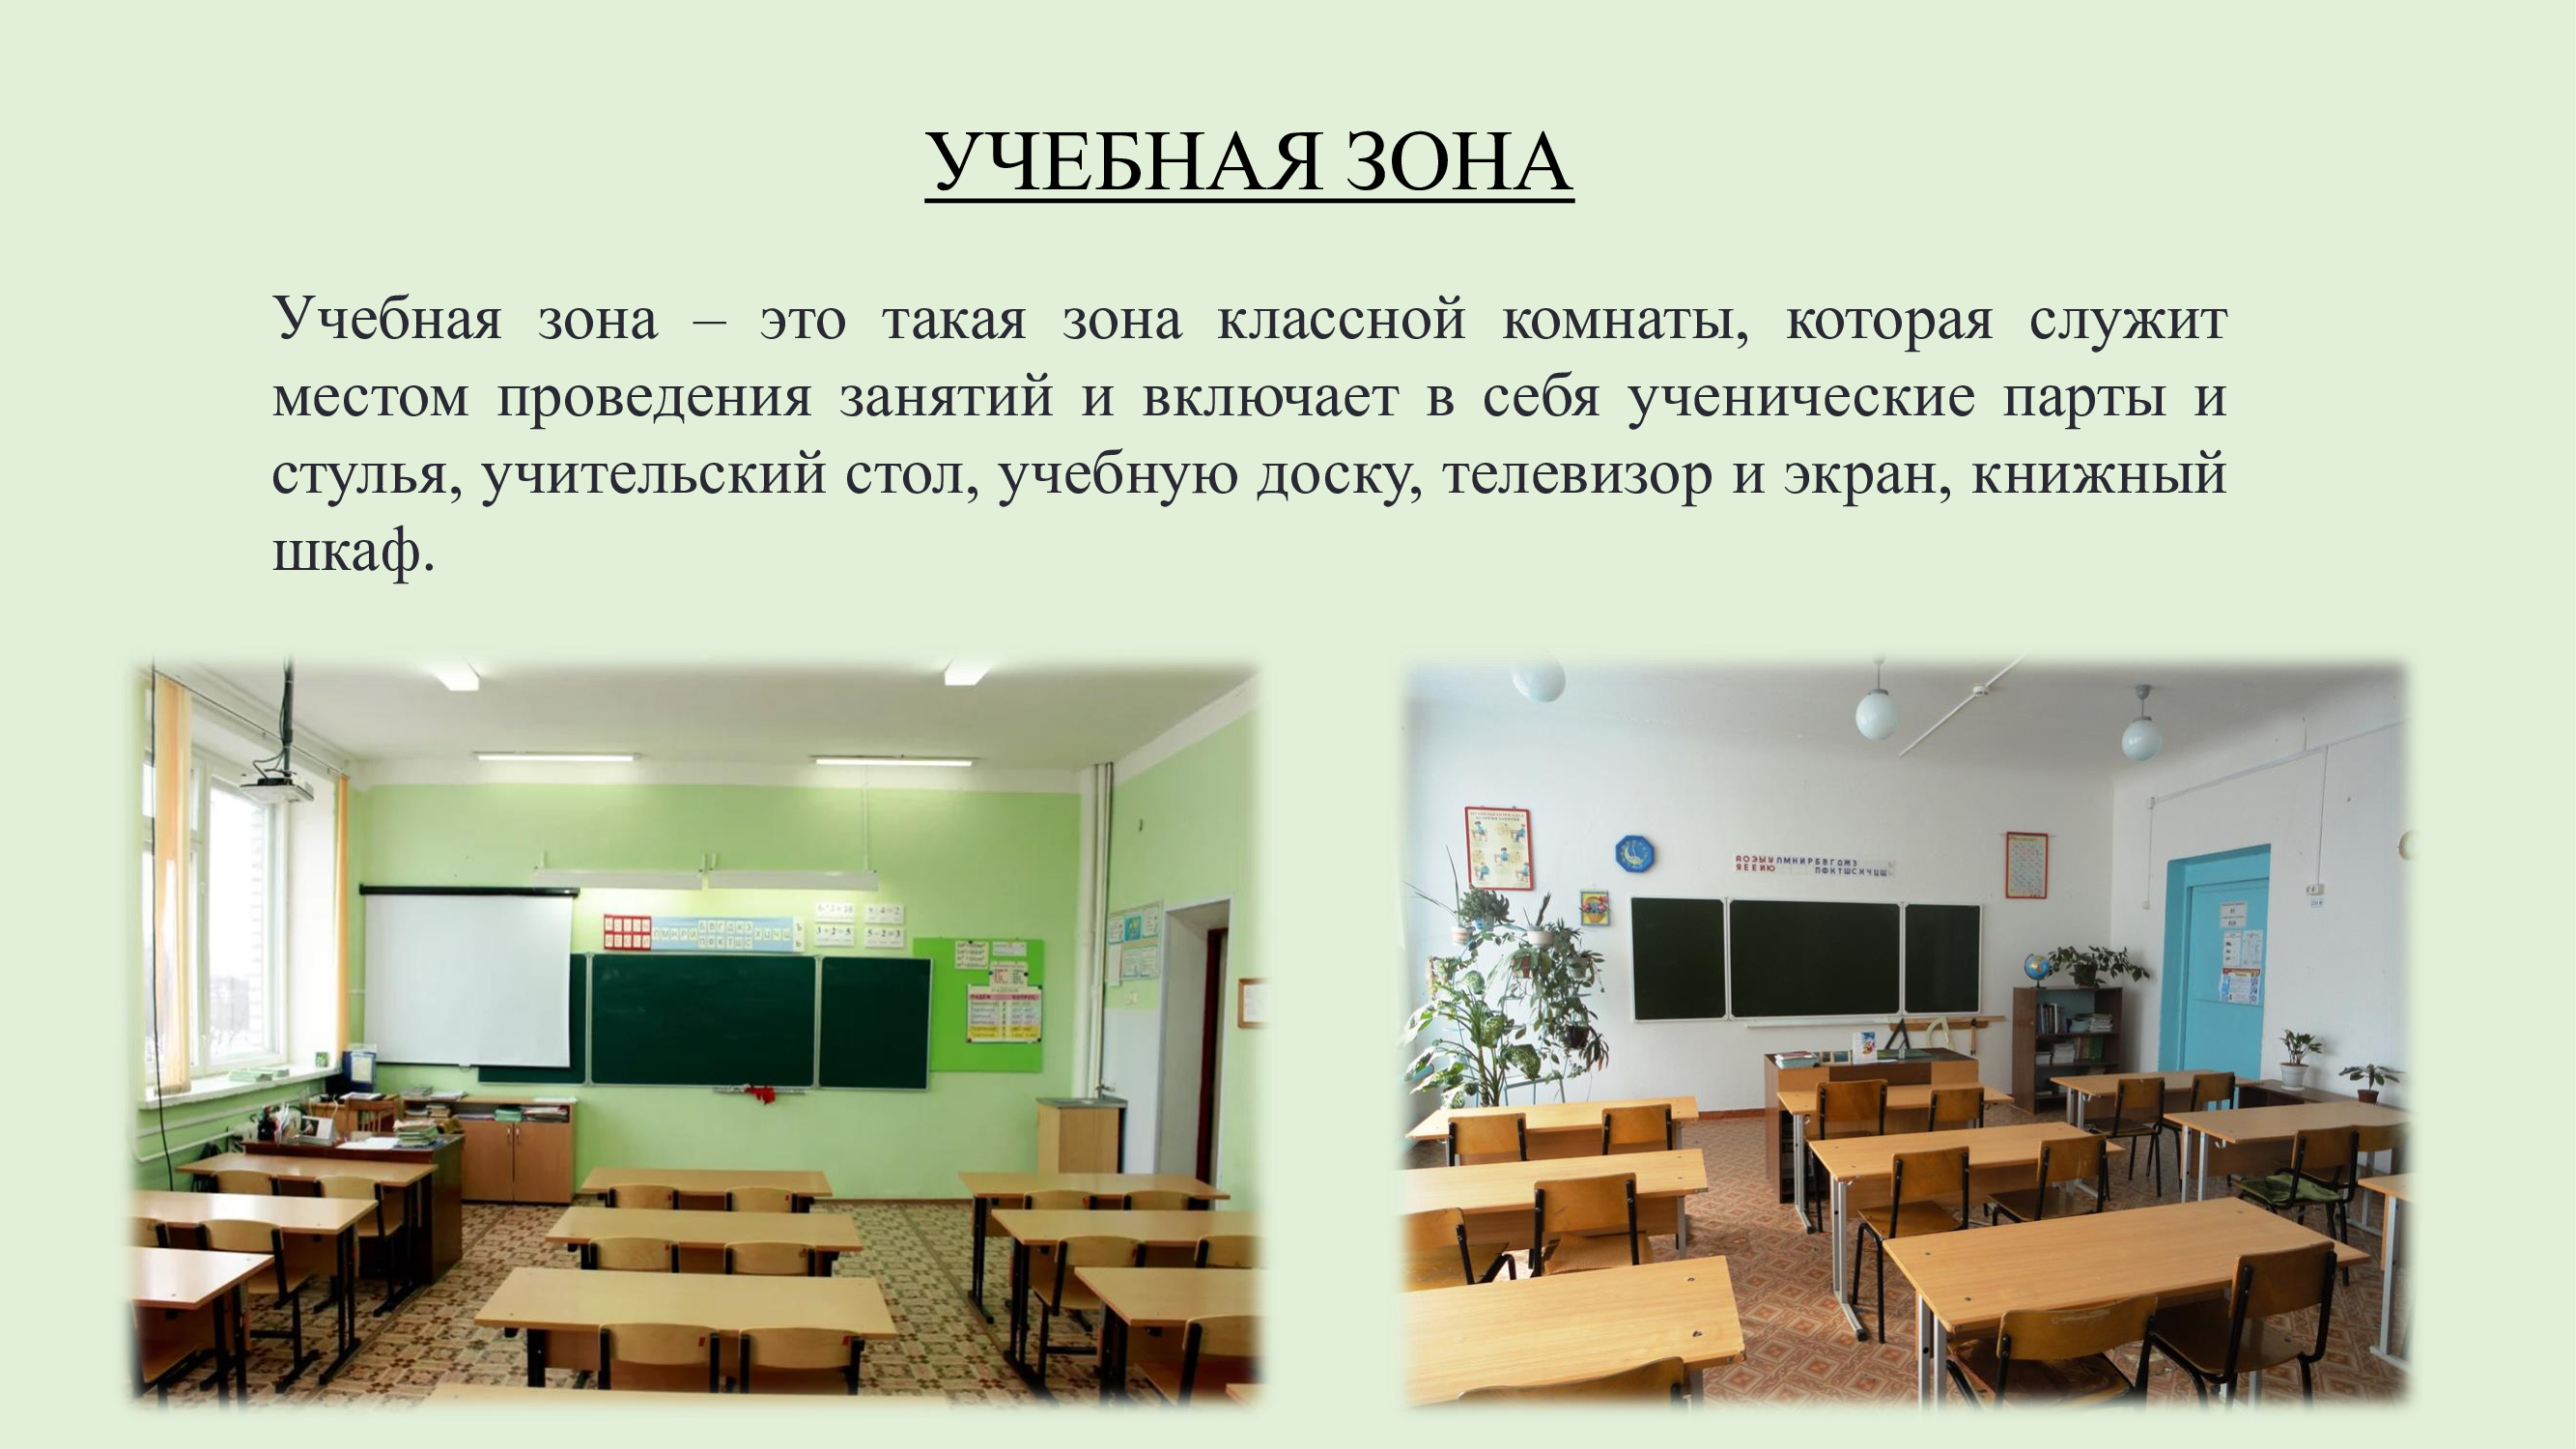 УЧЕБНАЯ ЗОНА
Учебная зона – это такая зона классной комнаты, которая служит
местом проведения занятий и включает в себя ученические парты и
стулья, учительский стол, учебную доску, телевизор и экран, книжный
шкаф.